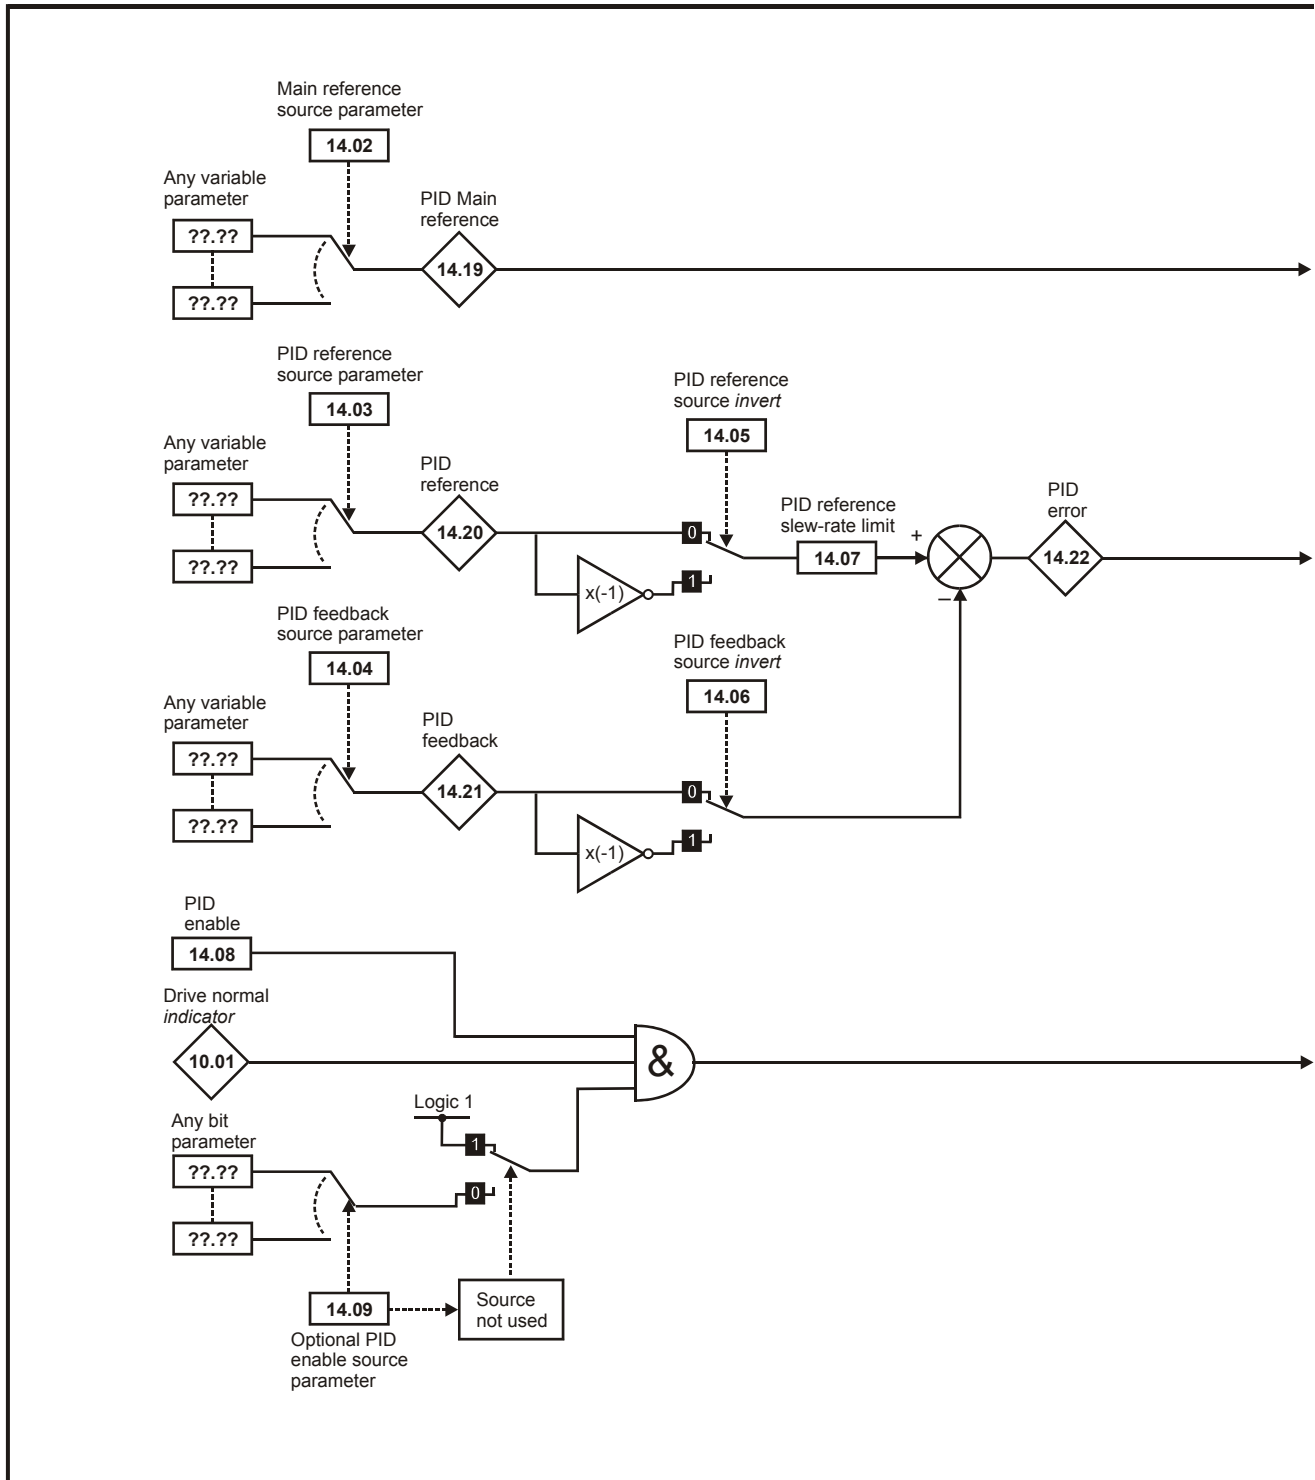 Main reference
source parameter
14.02
Any variable
parameter
??.??
??.??
PID Main
reference
14.19
PID reference
source parameter
14.03
Any variable
parameter
??.??
??.??
PID
reference
14.20
x(-1)
PID reference
source invert
14.05
0
1
PID reference
slew-rate limit
14.07
+
–
PID
error
14.22
PID feedback
source parameter
14.04
Any variable
parameter
??.??
??.??
PID
feedback
14.21
x(-1)
PID feedback
source invert
14.06
0
1
PID
enable
14.08
Drive normal
indicator
10.01
&
Logic 1
1
0
Any bit
parameter
??.??
??.??
14.09
Optional PID
enable source
parameter
Source
not used